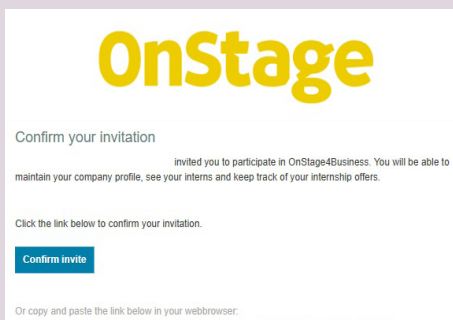 OnStage
Confirm your invitation
invited you to participate in OnStage4Business. You will be able to
maintain your company profile, see your interns and keep track of your internship offers.
Click the link below to confirm your invitation.
Confirm invite
Or copy and paste the link below in your webbrowser: